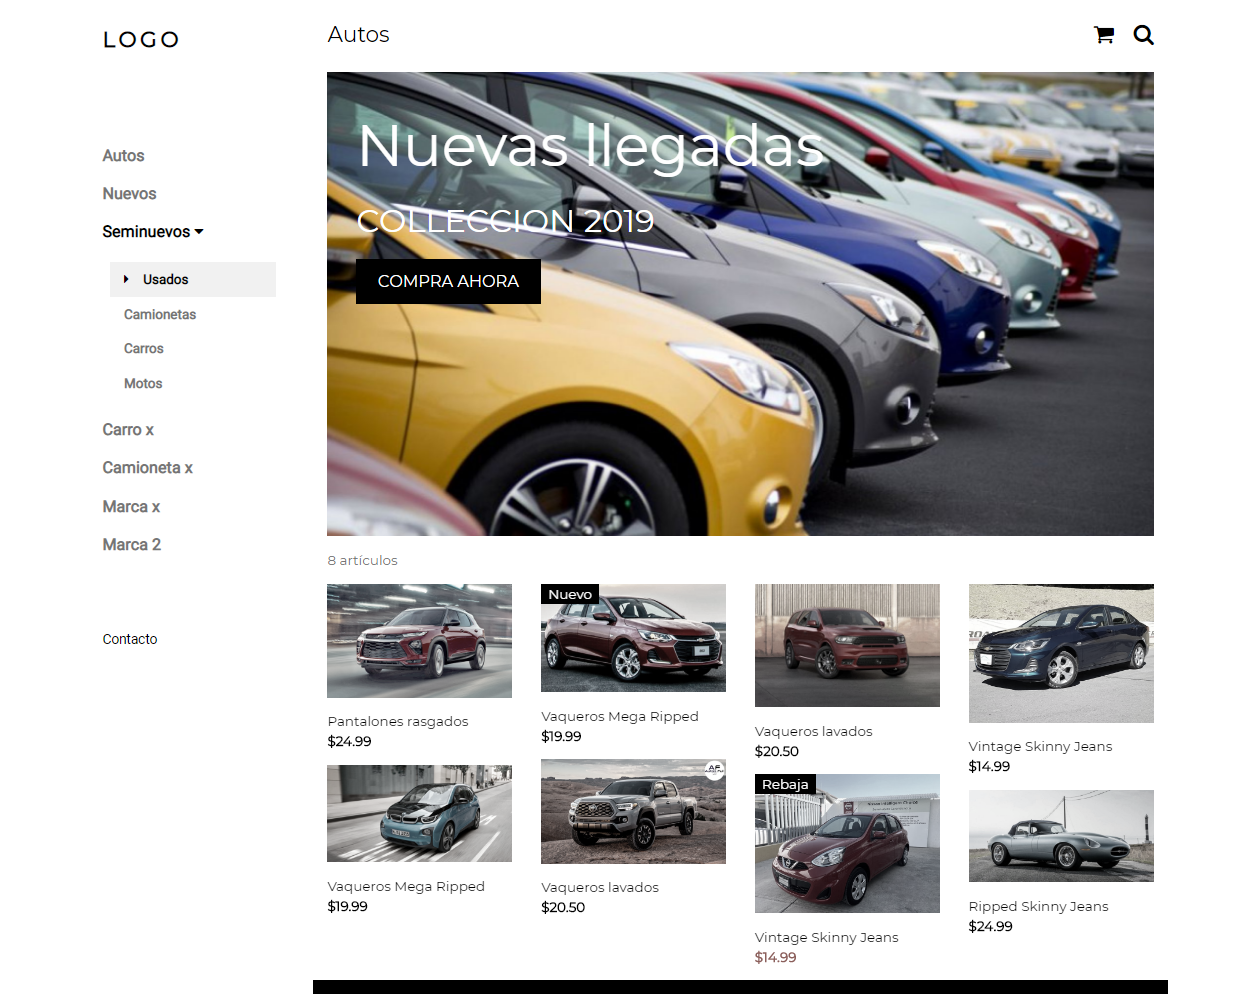 LOGO
Autos
Autos
Nuevos
Seminuevos
Usados
Camionetas
Carros
Motos
Carro x
Camioneta x
Marca x
Marca 2
Contacto
Nuevas llegadas
COLLECCION 2019
COMPRA AHORA
8 artículos
Pantalones rasgados
$24.99
Nuevo
Vaqueros Mega Ripped
$19.99
Vaqueros lavados
$20.50
Vintage Skinny Jeans
$14.99
Vaqueros Mega Ripped
$19.99
AF
Vaqueros lavados
$20.50
Rebaja
Vintage Skinny Jeans
$14.99
Ripped Skinny Jeans
$24.99